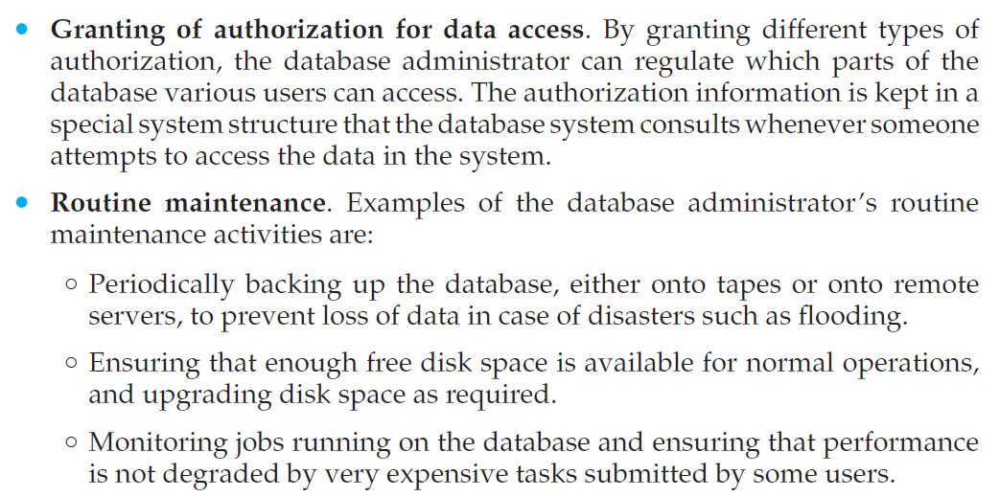 • Granting of authorization for data access. By granting different types of
authorization, the database administrator can regulate which parts of the
database various users can access. The authorization information is kept in a
special system structure that the database system consults whenever someone
attempts to access the data in the system.
• Routine maintenance. Examples of the database administrator’s routine
maintenance activities are:
◦ Periodically backing up the database, either onto tapes or onto remote
servers, to prevent loss of data in case of disasters such as flooding.
◦ Ensuring that enough free disk space is available for normal operations,
and upgrading disk space as required.
◦ Monitoring jobs running on the database and ensuring that performance
is not degraded by very expensive tasks submitted by some users.